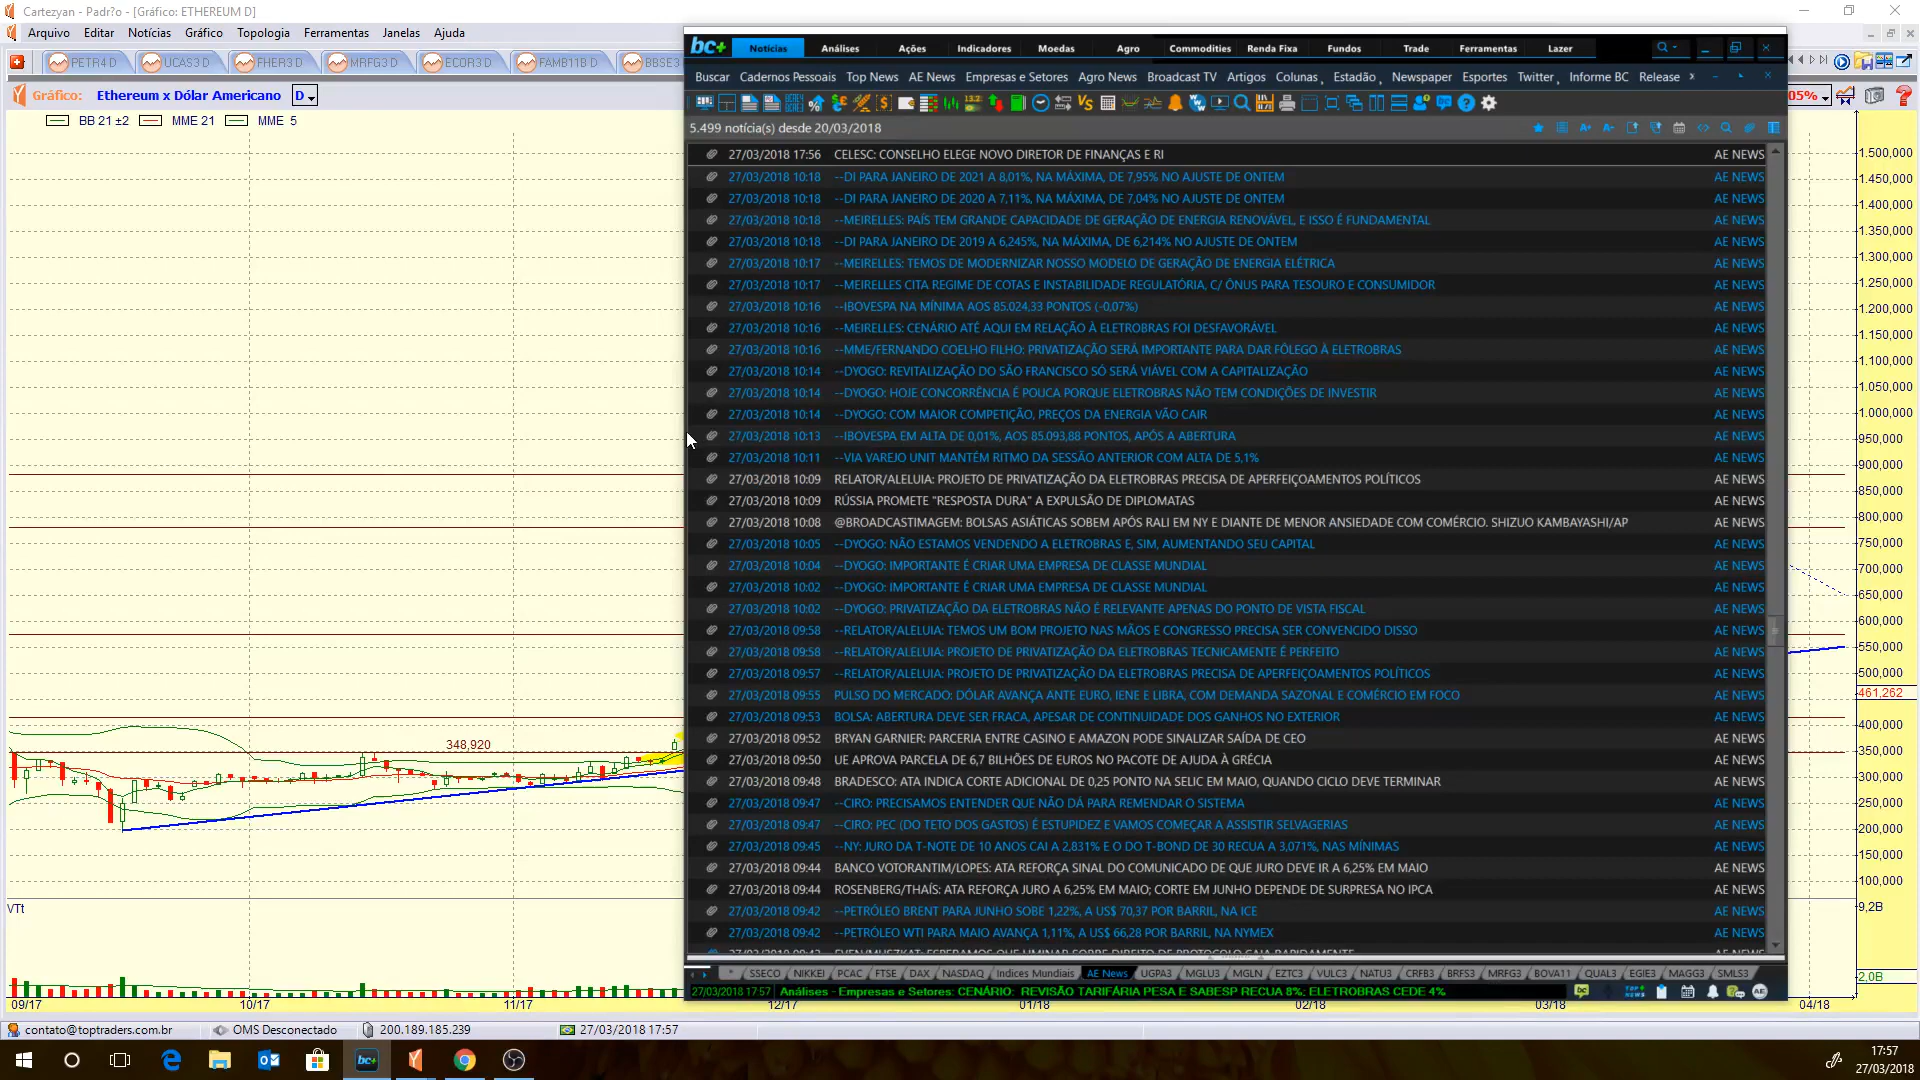 Cartezyan - Padr?o - [Gráfico: ETHEREUM D]
Arquivo Editar Notícias Gráfico Topologia Ferramentas Janelas Ajuda
PETR4 D UCAS3 D FHER3 D MRFG3 D ECOR3 D FAMB11B D BBSE3
Gráfico: Ethereum x Dólar Americano D
BB 21 ±2 MME 21 MME 5
348,920
VTt
09/17 10/17 11/17 12/17 01/18 02/18 03/18 04/18
bc+ Notícias Análises Ações Indicadores Moedas Agro Commodities Renda Fixa Fundos Trade Ferramentas Lazer
Buscar Cadernos Pessoais Top News AE News Empresas e Setores Agro News Broadcast TV Artigos Colunas Estadão Newspaper Esportes Twitter Informe BC Release
5.499 notícia(s) desde 20/03/2018
27/03/2018 17:56 CELESC: CONSELHO ELEGE NOVO DIRETOR DE FINANÇAS E RI AE NEWS
27/03/2018 10:18 --DI PARA JANEIRO DE 2021 A 8,01%, NA MÁXIMA, DE 7,95% NO AJUSTE DE ONTEM AE NEWS
27/03/2018 10:18 --DI PARA JANEIRO DE 2020 A 7,11%, NA MÁXIMA, DE 7,04% NO AJUSTE DE ONTEM AE NEWS
27/03/2018 10:18 --MEIRELLES: PAÍS TEM GRANDE CAPACIDADE DE GERAÇÃO DE ENERGIA RENOVÁVEL, E ISSO É FUNDAMENTAL AE NEWS
27/03/2018 10:18 --DI PARA JANEIRO DE 2019 A 6,245%, NA MÁXIMA, DE 6,214% NO AJUSTE DE ONTEM AE NEWS
27/03/2018 10:17 --MEIRELLES: TEMOS DE MODERNIZAR NOSSO MODELO DE GERAÇÃO DE ENERGIA ELÉTRICA AE NEWS
27/03/2018 10:17 --MEIRELLES CITA REGIME DE COTAS E INSTABILIDADE REGULATÓRIA, C/ ÔNUS PARA TESOURO E CONSUMIDOR AE NEWS
27/03/2018 10:16 --IBOVESPA NA MÍNIMA AOS 85.024,33 PONTOS (-0,07%) AE NEWS
27/03/2018 10:16 --MEIRELLES: CENÁRIO ATÉ AQUI EM RELAÇÃO À ELETROBRAS FOI DESFAVORÁVEL AE NEWS
27/03/2018 10:16 --MME/FERNANDO COELHO FILHO: PRIVATIZAÇÃO SERÁ IMPORTANTE PARA DAR FÔLEGO À ELETROBRAS AE NEWS
27/03/2018 10:14 --DYOGO: REVITALIZAÇÃO DO SÃO FRANCISCO SÓ SERÁ VIÁVEL COM A CAPITALIZAÇÃO AE NEWS
27/03/2018 10:14 --DYOGO: HOJE CONCORRÊNCIA É POUCA PORQUE ELETROBRAS NÃO TEM CONDIÇÕES DE INVESTIR AE NEWS
27/03/2018 10:14 --DYOGO: COM MAIOR COMPETIÇÃO, PREÇOS DA ENERGIA VÃO CAIR AE NEWS
27/03/2018 10:13 --IBOVESPA EM ALTA DE 0,01%, AOS 85.093,88 PONTOS, APÓS A ABERTURA AE NEWS
27/03/2018 10:11 --VIA VAREJO UNIT MANTÉM RITMO DA SESSÃO ANTERIOR COM ALTA DE 5,1% AE NEWS
27/03/2018 10:09 RELATOR/ALELUIA: PROJETO DE PRIVATIZAÇÃO DA ELETROBRAS PRECISA DE APERFEIÇOAMENTOS POLÍTICOS AE NEWS
27/03/2018 10:09 RÚSSIA PROMETE "RESPOSTA DURA" A EXPULSÃO DE DIPLOMATAS AE NEWS
27/03/2018 10:08 @BROADCASTIMAGEM: BOLSAS ASIÁTICAS SOBEM APÓS RALI EM NY E DIANTE DE MENOR ANSIEDADE COM COMÉRCIO. SHIZUO KAMBAYASHI/AP AE NEWS
27/03/2018 10:05 --DYOGO: NÃO ESTAMOS VENDENDO A ELETROBRAS E, SIM, AUMENTANDO SEU CAPITAL AE NEWS
27/03/2018 10:04 --DYOGO: IMPORTANTE É CRIAR UMA EMPRESA DE CLASSE MUNDIAL AE NEWS
27/03/2018 10:02 --DYOGO: IMPORTANTE É CRIAR UMA EMPRESA DE CLASSE MUNDIAL AE NEWS
27/03/2018 10:02 --DYOGO: PRIVATIZAÇÃO DA ELETROBRAS NÃO É RELEVANTE APENAS DO PONTO DE VISTA FISCAL AE NEWS
27/03/2018 09:58 --RELATOR/ALELUIA: TEMOS UM BOM PROJETO NAS MÃOS E CONGRESSO PRECISA SER CONVENCIDO DISSO AE NEWS
27/03/2018 09:58 --RELATOR/ALELUIA: PROJETO DE PRIVATIZAÇÃO DA ELETROBRAS TECNICAMENTE É PERFEITO AE NEWS
27/03/2018 09:57 --RELATOR/ALELUIA: PROJETO DE PRIVATIZAÇÃO DA ELETROBRAS PRECISA DE APERFEIÇOAMENTOS POLÍTICOS AE NEWS
27/03/2018 09:55 PULSO DO MERCADO: DÓLAR AVANÇA ANTE EURO, IENE E LIBRA, COM DEMANDA SAZONAL E COMÉRCIO EM FOCO AE NEWS
27/03/2018 09:53 BOLSA: ABERTURA DEVE SER FRACA, APESAR DE CONTINUIDADE DOS GANHOS NO EXTERIOR AE NEWS
27/03/2018 09:52 BRYAN GARNIER: PARCERIA ENTRE CASINO E AMAZON PODE SINALIZAR SAÍDA DE CEO AE NEWS
27/03/2018 09:50 UE APROVA PARCELA DE 6,7 BILHÕES DE EUROS NO PACOTE DE AJUDA À GRÉCIA AE NEWS
27/03/2018 09:48 BRADESCO: ATA INDICA CORTE ADICIONAL DE 0,25 PONTO NA SELIC EM MAIO, QUANDO CICLO DEVE TERMINAR AE NEWS
27/03/2018 09:47 --CIRO: PRECISAMOS ENTENDER QUE NÃO DÁ PARA REMENDAR O SISTEMA AE NEWS
27/03/2018 09:47 --CIRO: PEC (DO TETO DOS GASTOS) É ESTUPIDEZ E VAMOS COMEÇAR A ASSISTIR SELVAGERIAS AE NEWS
27/03/2018 09:45 --NY: JURO DA T-NOTE DE 10 ANOS CAI A 2,831% E O DO T-BOND DE 30 RECUA A 3,071%, NAS MÍNIMAS AE NEWS
27/03/2018 09:44 BANCO VOTORANTIM/LOPES: ATA REFORÇA SINAL DO COMUNICADO DE QUE JURO DEVE IR A 6,25% EM MAIO AE NEWS
27/03/2018 09:44 ROSENBERG/THAÍS: ATA REFORÇA JURO A 6,25% EM MAIO; CORTE EM JUNHO DEPENDE DE SURPRESA NO IPCA AE NEWS
27/03/2018 09:42 --PETRÓLEO BRENT PARA JUNHO SOBE 1,22%, A US$ 70,37 POR BARRIL, NA ICE AE NEWS
27/03/2018 09:42 --PETRÓLEO WTI PARA MAIO AVANÇA 1,11%, A US$ 66,28 POR BARRIL, NA NYMEX AE NEWS
* SSECO NIKKEI PCAC FTSE DAX NASDAQ Indices Mundiais AE News UGPA3 MGLU3 MGLN EZTC3 VULC3 NATU3 CRFB3 BRFS3 MRFG3 BOVA11 QUAL3 EGIE3 MAGG3 SMLS3
27/03/2018 17:57 Análises - Empresas e Setores: CENÁRIO: REVISÃO TARIFÁRIA PESA E SABESP RECUA 8%; ELETROBRAS CEDE 4%
05%
1.500,000
1.450,000
1.400,000
1.350,000
1.300,000
1.250,000
1.200,000
1.150,000
1.100,000
1.050,000
1.000,000
950,000
900,000
850,000
800,000
750,000
700,000
650,000
600,000
550,000
500,000
461,262
400,000
350,000
300,000
250,000
200,000
150,000
100,000
9,2B
2,0B
contato@toptraders.com.br OMS Desconectado 200.189.185.239 27/03/2018 17:57
bc+
17:57
27/03/2018